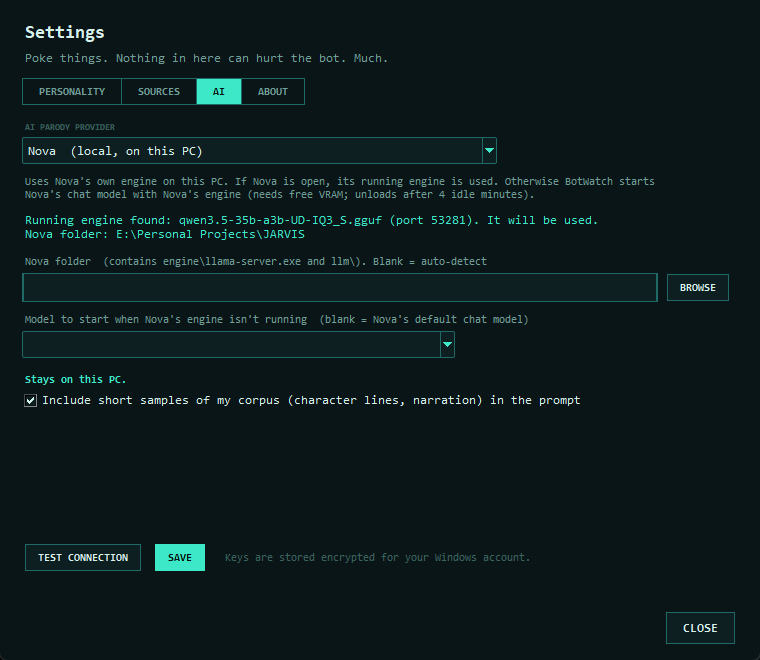 Settings
Poke things. Nothing in here can hurt the bot. Much.
PERSONALITY SOURCES AI ABOUT
AI PARODY PROVIDER
Nova  (local, on this PC)
Uses Nova's own engine on this PC. If Nova is open, its running engine is used. Otherwise BotWatch starts
Nova's chat model with Nova's engine (needs free VRAM; unloads after 4 idle minutes).
Running engine found: qwen3.5-35b-a3b-UD-IQ3_S.gguf (port 53281). It will be used.
Nova folder: E:\Personal Projects\JARVIS
Nova folder  (contains engine\llama-server.exe and llm\). Blank = auto-detect
BROWSE
Model to start when Nova's engine isn't running  (blank = Nova's default chat model)
Stays on this PC.
Include short samples of my corpus (character lines, narration) in the prompt
TEST CONNECTION SAVE Keys are stored encrypted for your Windows account.
CLOSE